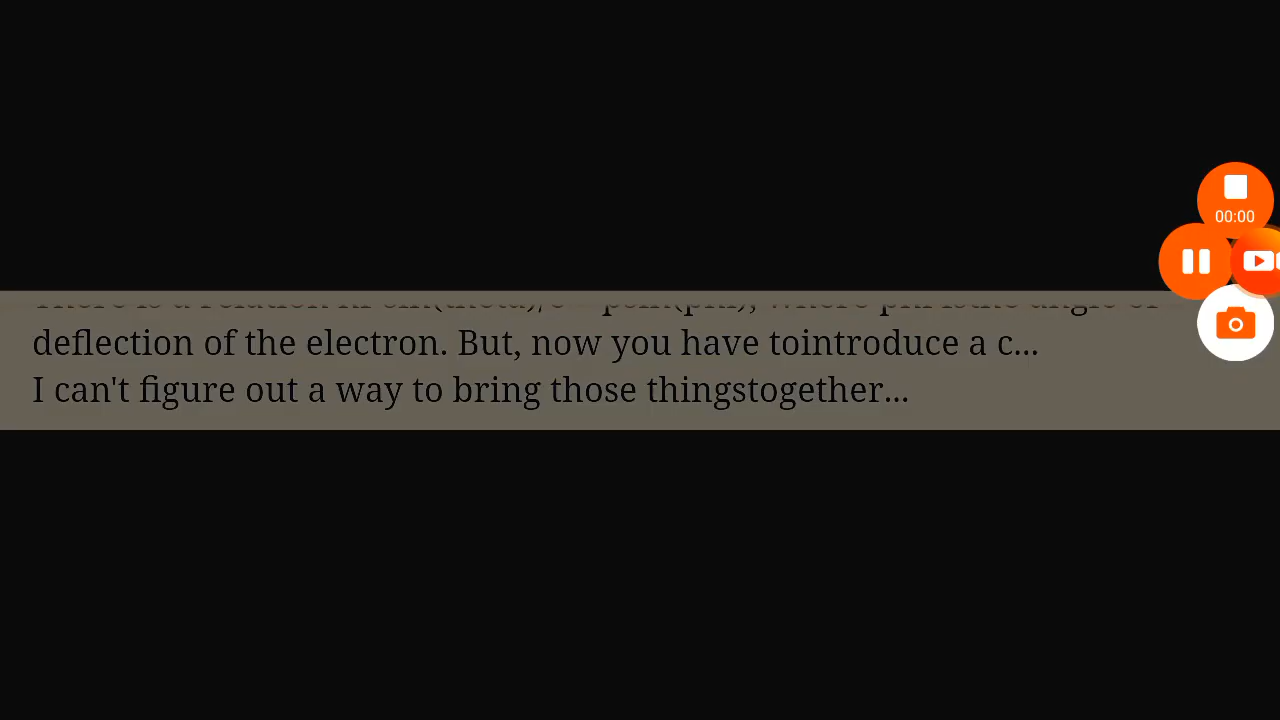 deflection of the electron. But, now you have tointroduce a c...
I can't figure out a way to bring those thingstogether...
00:00